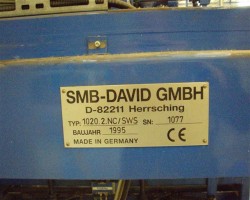 SMB-DAVID GMBH
D-82211 Herrsching
TYP: 1020.2.NC/SWS SN: 1077
BAUJAHR 1995
MADE IN GERMANY CE